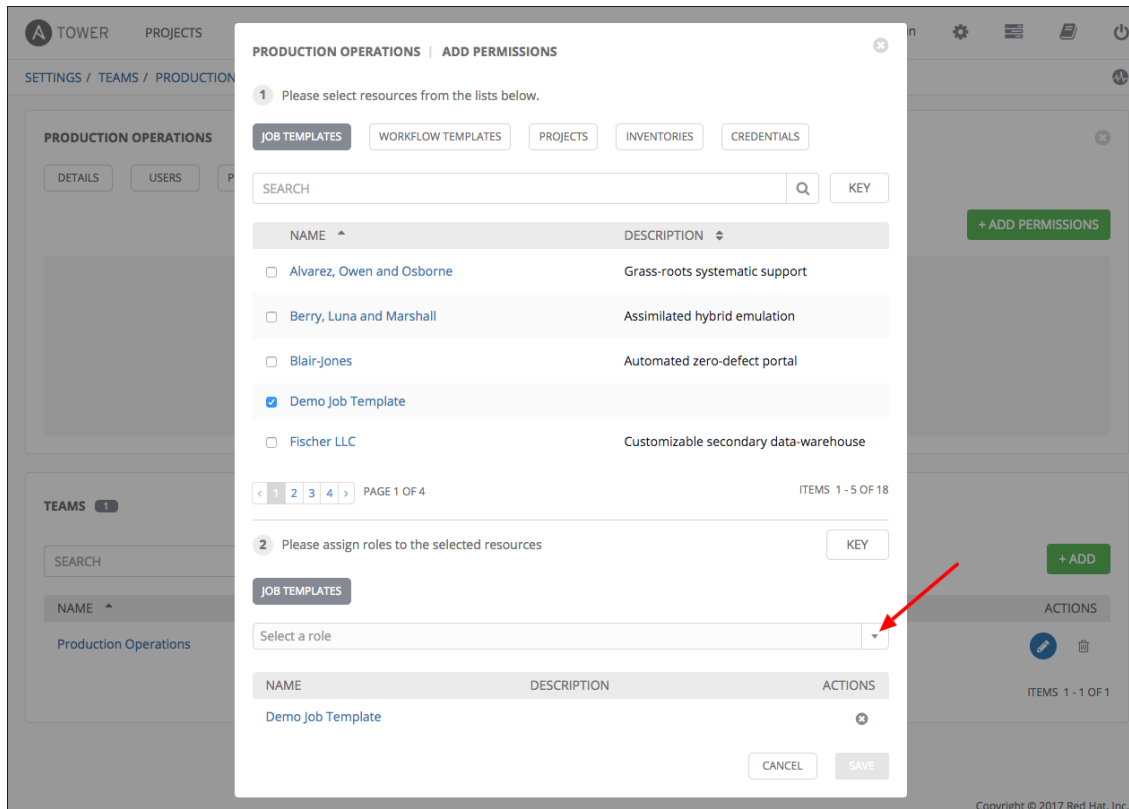 A TOWER PROJECTS in
SETTINGS / TEAMS / PRODUCTION
PRODUCTION OPERATIONS
DETAILS USERS P
+ ADD PERMISSIONS
TEAMS 1
SEARCH
+ ADD
NAME ACTIONS
Production Operations
ITEMS 1 - 1 OF 1
Copyright © 2017 Red Hat, Inc.
PRODUCTION OPERATIONS | ADD PERMISSIONS
1 Please select resources from the lists below.
JOB TEMPLATES WORKFLOW TEMPLATES PROJECTS INVENTORIES CREDENTIALS
SEARCH KEY
NAME DESCRIPTION
Alvarez, Owen and Osborne Grass-roots systematic support
Berry, Luna and Marshall Assimilated hybrid emulation
Blair-Jones Automated zero-defect portal
Demo Job Template
Fischer LLC Customizable secondary data-warehouse
< 1 2 3 4 > PAGE 1 OF 4 ITEMS 1 - 5 OF 18
2 Please assign roles to the selected resources KEY
JOB TEMPLATES
Select a role
NAME DESCRIPTION ACTIONS
Demo Job Template
CANCEL SAVE